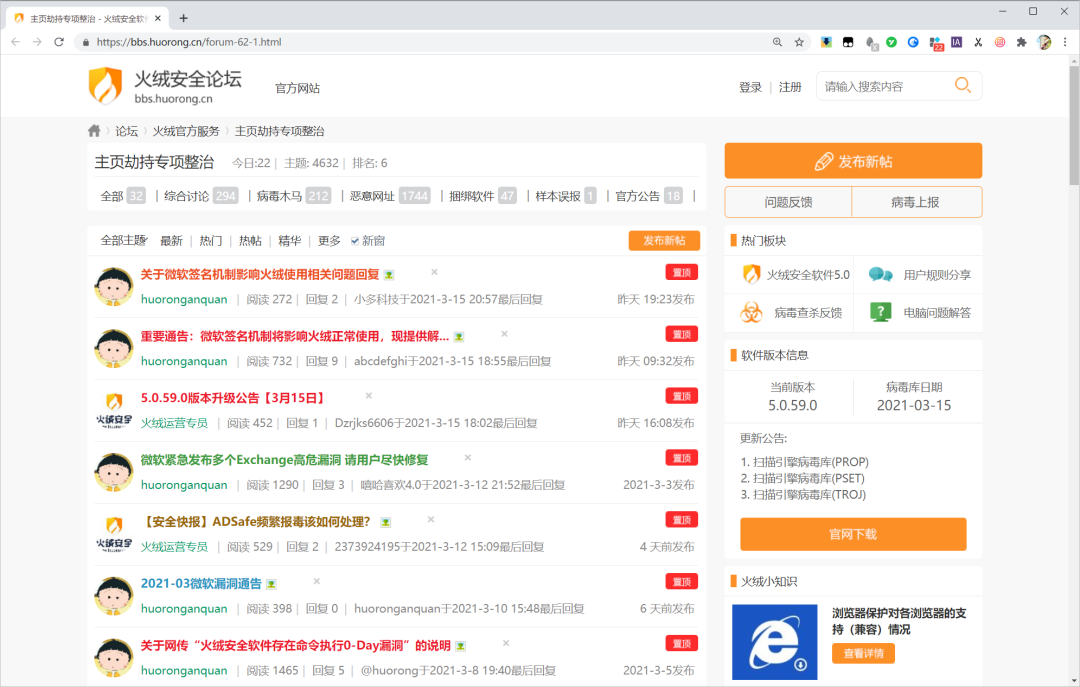 主页劫持专项整治 - 火绒安全软件
https://bbs.huorong.cn/forum-62-1.html
22
IA
火绒安全论坛
bbs.huorong.cn
官方网站
登录 | 注册
请输入搜索内容
论坛 › 火绒官方服务 › 主页劫持专项整治
主页劫持专项整治 今日:22 | 主题: 4632 | 排名: 6
全部 32 | 综合讨论 294 | 病毒木马 212 | 恶意网址 1744 | 捆绑软件 47 | 样本误报 1 | 官方公告 18 |
全部主题 最新 | 热门 | 热帖 | 精华 | 更多 新窗
发布新帖
关于微软签名机制影响火绒使用相关问题回复
置顶
huoronganquan | 阅读 272 | 回复 2 | 小多科技于2021-3-15 20:57最后回复
昨天 19:23发布
重要通告：微软签名机制将影响火绒正常使用，现提供解...
置顶
huoronganquan | 阅读 732 | 回复 9 | abcdefghi于2021-3-15 18:55最后回复
昨天 09:32发布
5.0.59.0版本升级公告【3月15日】
置顶
火绒安全
火绒运营专员 | 阅读 452 | 回复 1 | Dzrjks6606于2021-3-15 18:02最后回复
昨天 16:08发布
微软紧急发布多个Exchange高危漏洞 请用户尽快修复
置顶
huoronganquan | 阅读 1290 | 回复 3 | 嘻哈喜欢4.0于2021-3-12 21:52最后回复
2021-3-3发布
【安全快报】ADSafe频繁报毒该如何处理？
置顶
火绒安全
火绒运营专员 | 阅读 529 | 回复 2 | 2373924195于2021-3-12 15:09最后回复
4 天前发布
2021-03微软漏洞通告
置顶
huoronganquan | 阅读 398 | 回复 0 | huoronganquan于2021-3-10 15:48最后回复
6 天前发布
关于网传“火绒安全软件存在命令执行0-Day漏洞”的说明
置顶
huoronganquan | 阅读 1465 | 回复 5 | @huorong于2021-3-8 19:40最后回复
2021-3-5发布
发布新帖
问题反馈
病毒上报
热门板块
火绒安全软件5.0
用户规则分享
病毒查杀反馈
电脑问题解答
软件版本信息
当前版本
5.0.59.0
病毒库日期
2021-03-15
更新公告:
1. 扫描引擎病毒库(PROP)
2. 扫描引擎病毒库(PSET)
3. 扫描引擎病毒库(TROJ)
官网下载
火绒小知识
浏览器保护对各浏览器的支
持（兼容）情况
查看详情